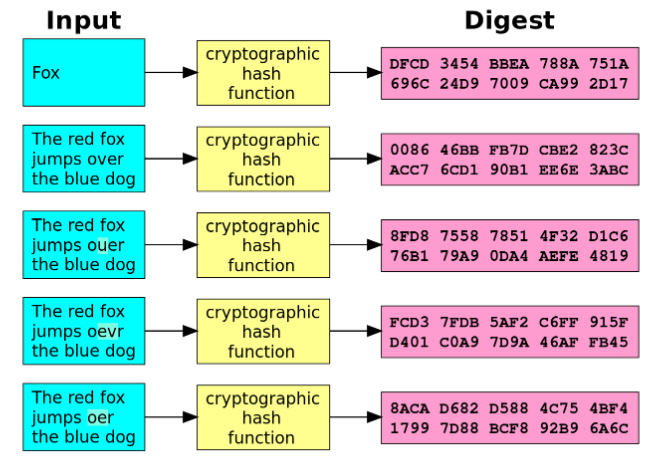 Input
Digest
Fox
cryptographic
hash
function
DFCD 3454 BBEA 788A 751A
696C 24D9 7009 CA99 2D17
The red fox
jumps over
the blue dog
cryptographic
hash
function
0086 46BB FB7D CBE2 823C
ACC7 6CD1 90B1 EE6E 3ABC
The red fox
jumps ouer
the blue dog
cryptographic
hash
function
8FD8 7558 7851 4F32 D1C6
76B1 79A9 0DA4 AEFE 4819
The red fox
jumps oevr
the blue dog
cryptographic
hash
function
FCD3 7FDB 5AF2 C6FF 915F
D401 C0A9 7D9A 46AF FB45
The red fox
jumps oer
the blue dog
cryptographic
hash
function
8ACA D682 D588 4C75 4BF4
1799 7D88 BCF8 92B9 6A6C